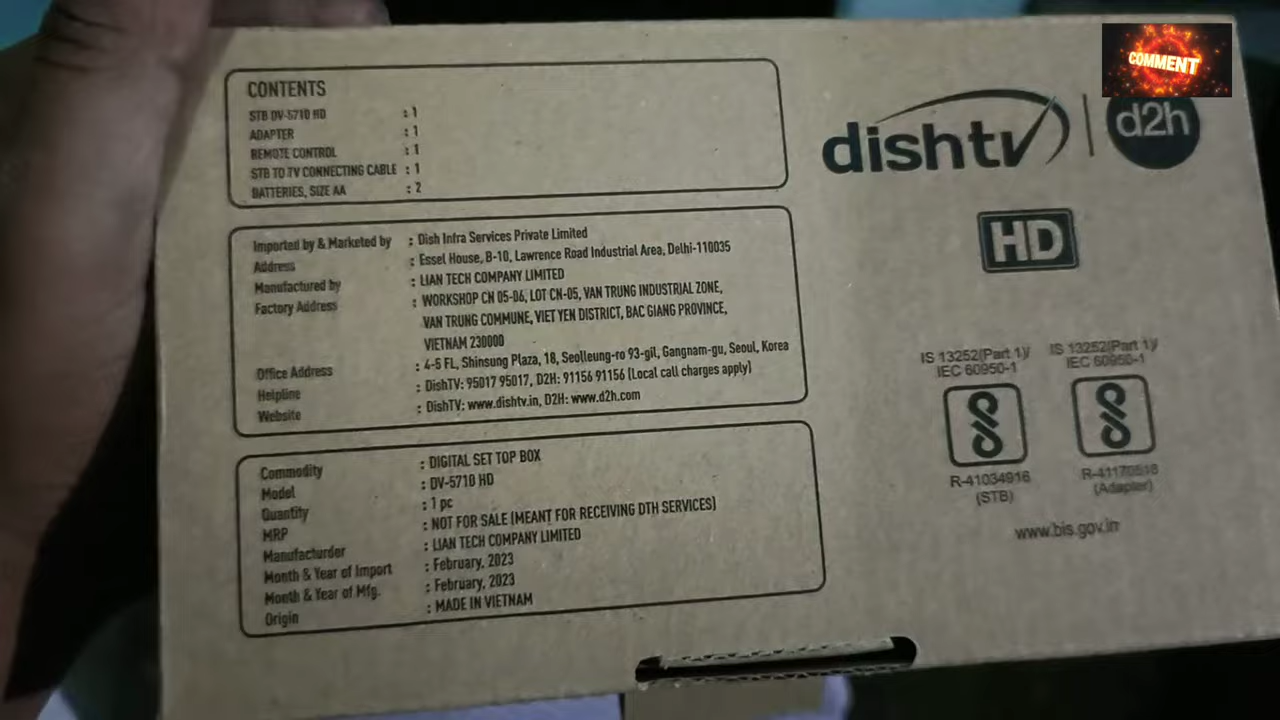 CONTENTS
STB DV-5710 HD : 1
ADAPTER : 1
REMOTE CONTROL : 1
STB TO TV CONNECTING CABLE : 1
BATTERIES, SIZE AA : 2
Imported by & Marketed by : Dish Infra Services Private Limited
Address : Essel House, B-10, Lawrence Road Industrial Area, Delhi-110035
Manufactured by : LIAN TECH COMPANY LIMITED
Factory Address : WORKSHOP CN 05-06, LOT CN-05, VAN TRUNG INDUSTRIAL ZONE,
VAN TRUNG COMMUNE, VIET YEN DISTRICT, BAC GIANG PROVINCE,
VIETNAM 230000
Office Address : 4-5 FL, Shinsung Plaza, 18, Seolleung-ro 93-gil, Gangnam-gu, Seoul, Korea
Helpline : DishTV: 95017 95017, D2H: 91156 91156 (Local call charges apply)
Website : DishTV: www.dishtv.in, D2H: www.d2h.com
Commodity : DIGITAL SET TOP BOX
Model : DV-5710 HD
Quantity : 1 pc
MRP : NOT FOR SALE (MEANT FOR RECEIVING DTH SERVICES)
Manufacturder : LIAN TECH COMPANY LIMITED
Month & Year of Import : February, 2023
Month & Year of Mfg. : February, 2023
Origin : MADE IN VIETNAM
COMMENT
dishtv d2h
HD
IS 13252(Part 1)/
IEC 60950-1
R-41034916
(STB)
IS 13252(Part 1)/
IEC 60950-1
(Adapter)
www.bis.gov.in